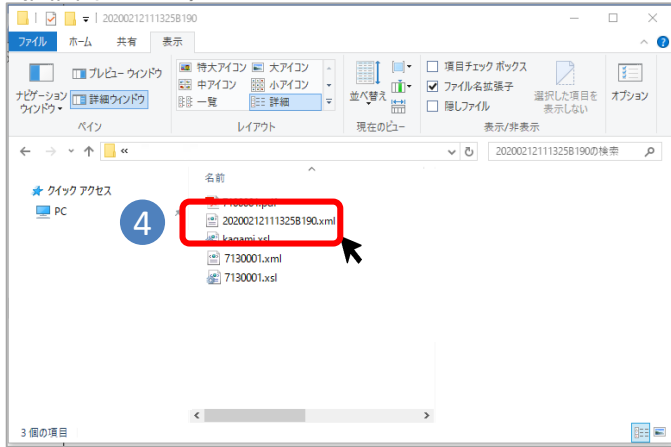 20200212111325B190
ファイル ホーム 共有 表示
ナビゲーション ウィンドウ
プレビュー ウィンドウ
詳細ウィンドウ
特大アイコン 大アイコン
中アイコン 小アイコン
一覧 詳細
並べ替え
項目チェック ボックス
ファイル名拡張子
隠しファイル
選択した項目を
表示しない
オプション
ペイン レイアウト 現在のビュー 表示/非表示
« 20200212111325B190の検索
名前
クイック アクセス
PC
4
20200212111325B190.xml
kagami.xsl
7130001.xml
7130001.xsl
3 個の項目